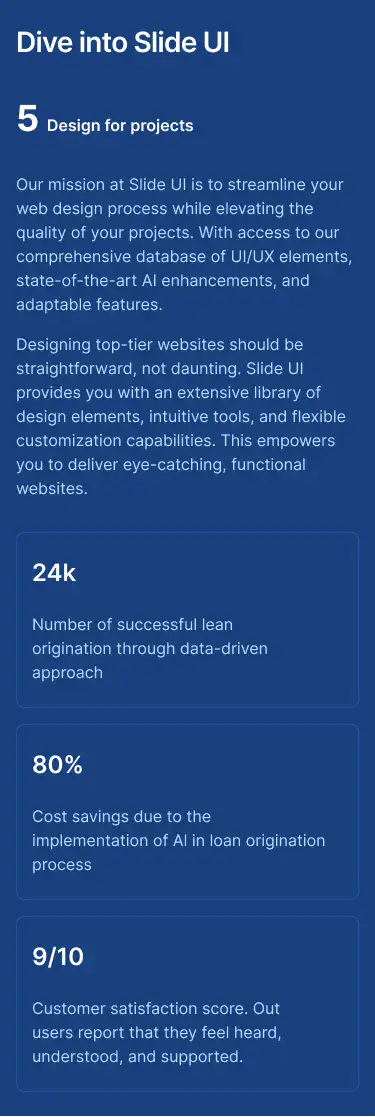 Dive into Slide UI
5 Design for projects
Our mission at Slide UI is to streamline your
web design process while elevating the
quality of your projects. With access to our
comprehensive database of UI/UX elements,
state-of-the-art AI enhancements, and
adaptable features.
Designing top-tier websites should be
straightforward, not daunting. Slide UI
provides you with an extensive library of
design elements, intuitive tools, and flexible
customization capabilities. This empowers
you to deliver eye-catching, functional
websites.
24k
Number of successful lean
origination through data-driven
approach
80%
Cost savings due to the
implementation of AI in loan origination
process
9/10
Customer satisfaction score. Out
users report that they feel heard,
understood, and supported.